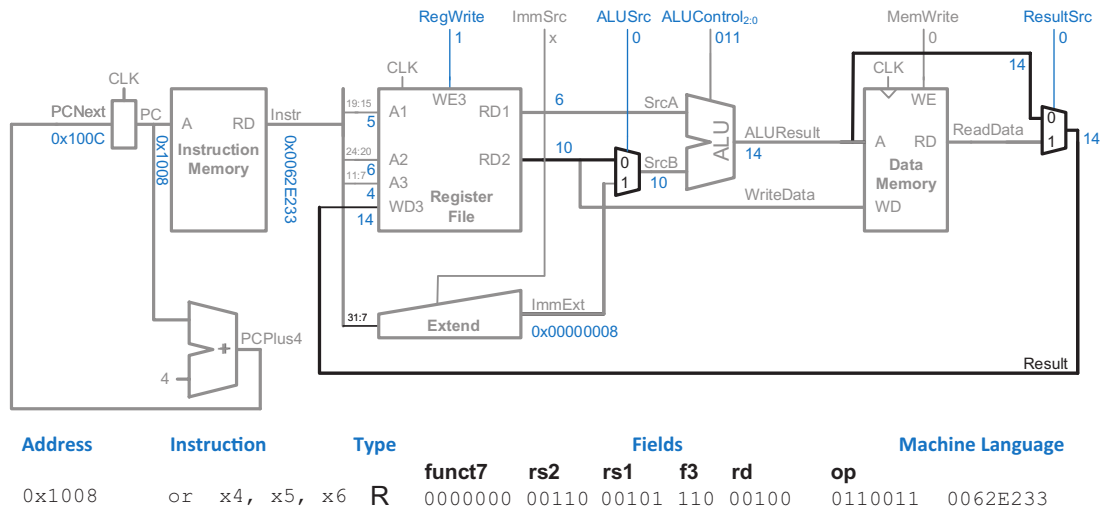 RegWrite ImmSrc ALUSrc ALUControl2:0 MemWrite ResultSrc
1 x 0 011 0 0
CLK CLK CLK
14
PCNext PC A RD Instr 19:15 A1 WE3 RD1 6 SrcA WE 0
0x100C 0x1008 Instruction Memory 0x0062E233 5 ALU ALUResult A RD ReadData 1 14
24:20 A2 RD2 10 0 SrcB 14
6 1 10 Data Memory
11:7 A3 Register File
4 WD3 WriteData WD
14
31:7 Extend ImmExt
0x00000008
+ PCPlus4
4 Result
Address Instruction Type Fields Machine Language
funct7 rs2 rs1 f3 rd op
0x1008 or x4, x5, x6 R 0000000 00110 00101 110 00100 0110011 0062E233